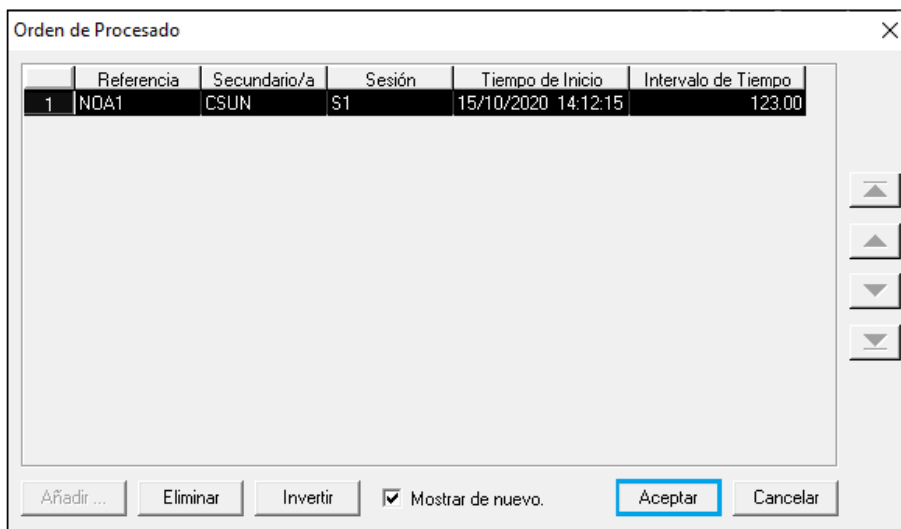 Orden de Procesado
Referencia Secundario/a Sesión Tiempo de Inicio Intervalo de Tiempo
1 NOA1 CSUN S1 15/10/2020 14:12:15 123.00
Añadir ... Eliminar Invertir Mostrar de nuevo. Aceptar Cancelar